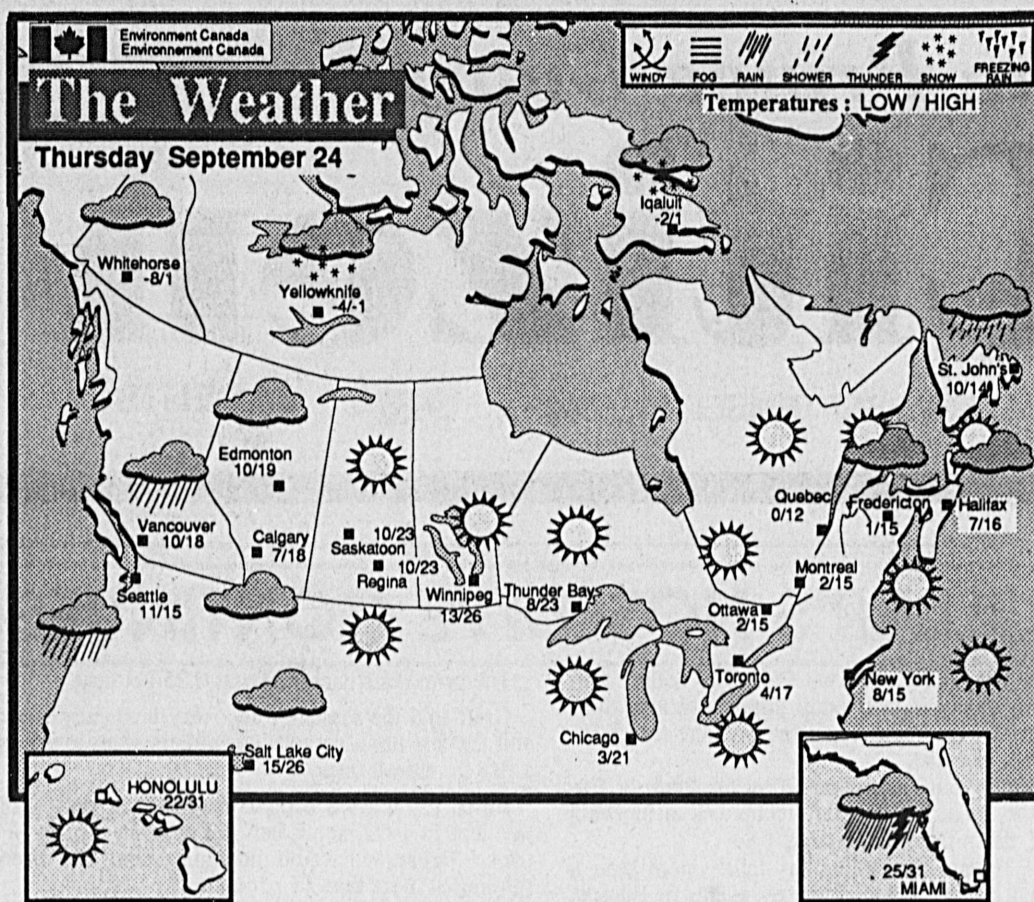 Environment Canada
Environnement Canada
The Weather
Thursday September 24
WINDY
FOG
RAIN
SHOWER
THUNDER
SNOW
FREEZING
RAIN
Temperatures : LOW / HIGH
Iqaluit
-2/1
Whitehorse
-8/1
Yellowknife
-4/-1
St. John's
10/14
Edmonton
10/19
Vancouver
10/18
Calgary
7/18
10/23
Saskatoon
10/23
Regina
Winnipeg
13/26
Thunder Bays
8/23
Quebec
0/12
Fredericton
1/15
Halifax
7/16
Montreal
2/15
Ottawa
2/15
Toronto
4/17
Seattle
11/15
New York
8/15
Chicago
3/21
Salt Lake City
15/26
HONOLULU
22/31
25/31
MIAMI